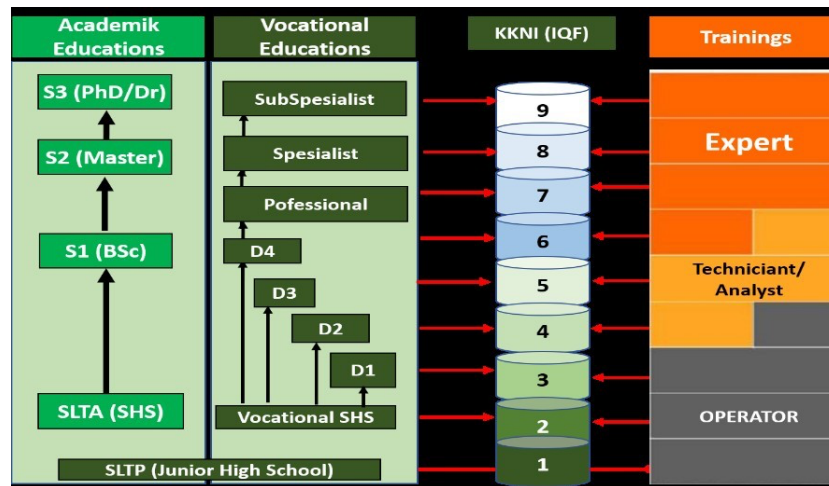 Academik
Educations
Vocational
Educations
KKNI (IQF)
Trainings
S3 (PhD/Dr)
S2 (Master)
S1 (BSc)
SLTA (SHS)
SubSpesialist
Spesialist
Pofessional
D4
D3
D2
D1
Vocational SHS
SLTP (Junior High School)
9
8
7
6
5
4
3
2
1
Expert
Techniciant/
Analyst
OPERATOR